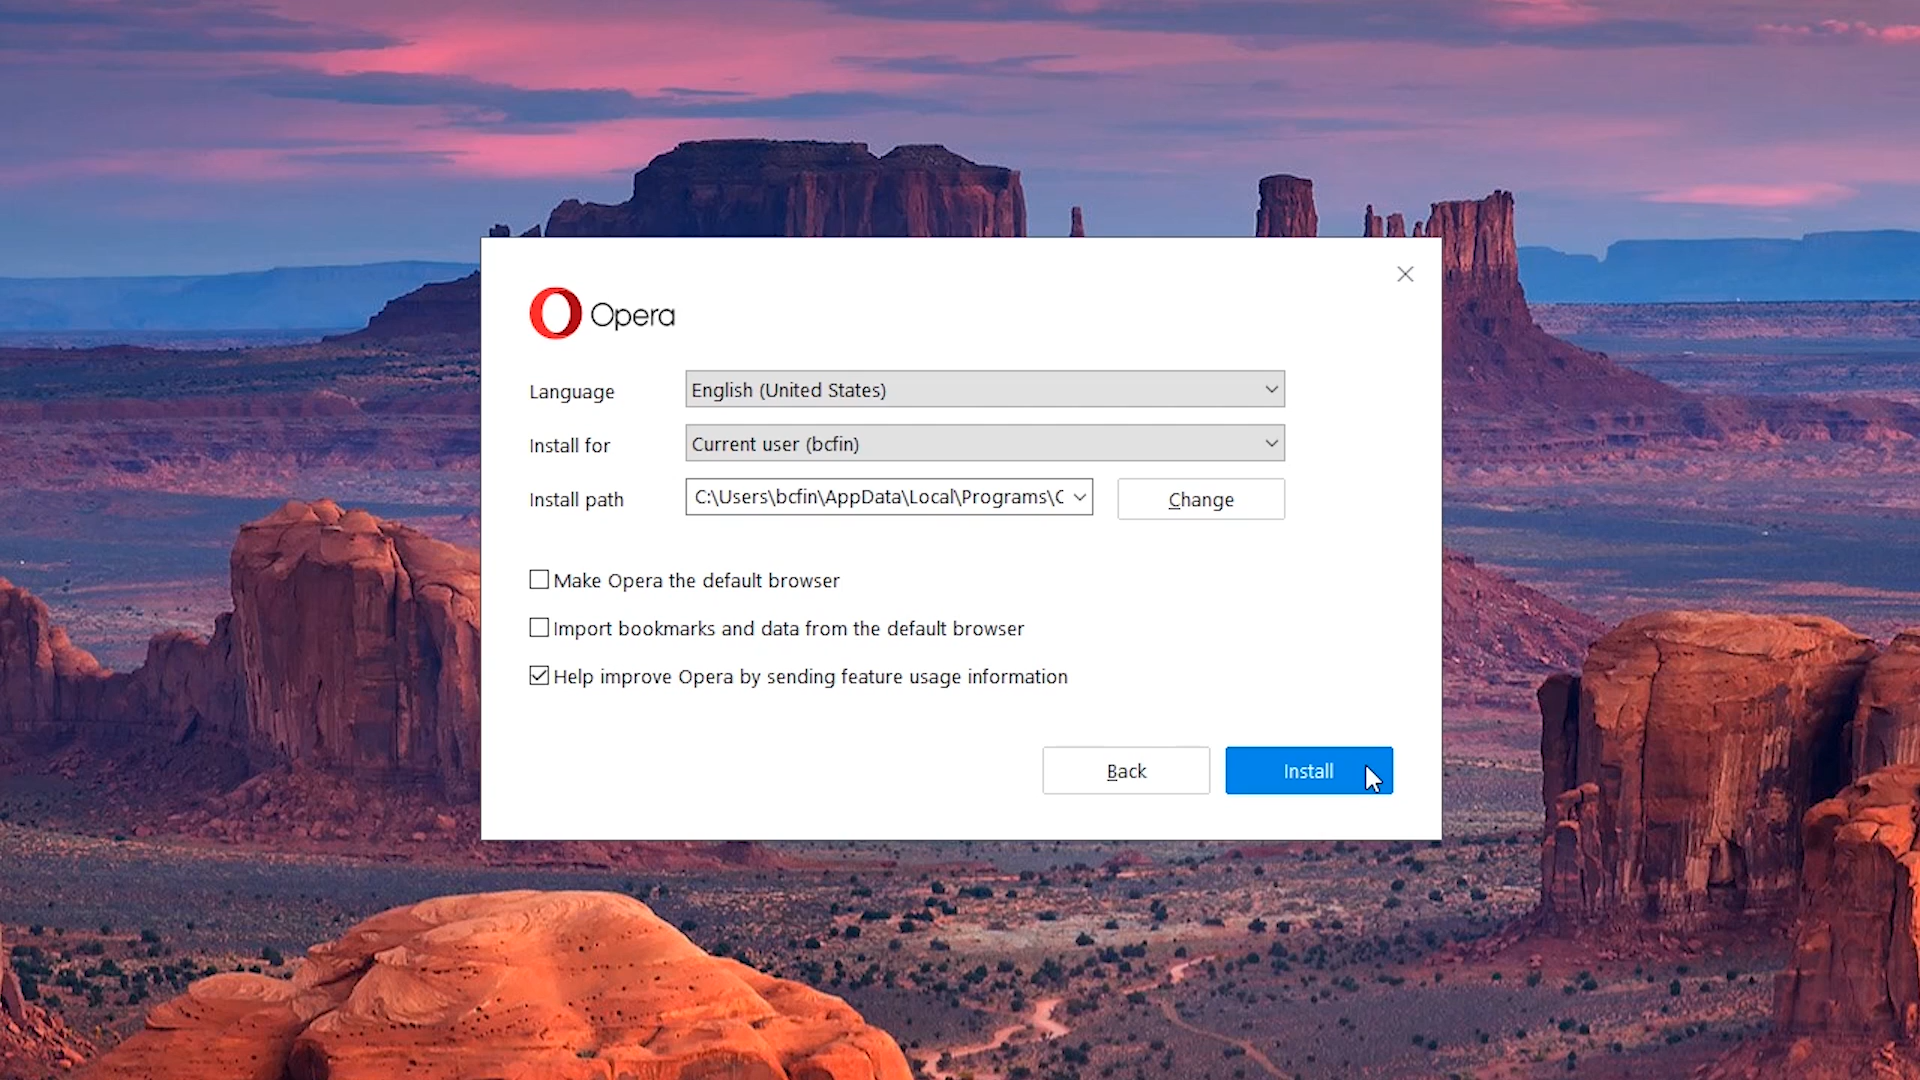 Opera
Language English (United States)
Install for Current user (bcfin)
Install path C:\Users\bcfin\AppData\Local\Programs\ Change
Make Opera the default browser
Import bookmarks and data from the default browser
Help improve Opera by sending feature usage information
Back Install